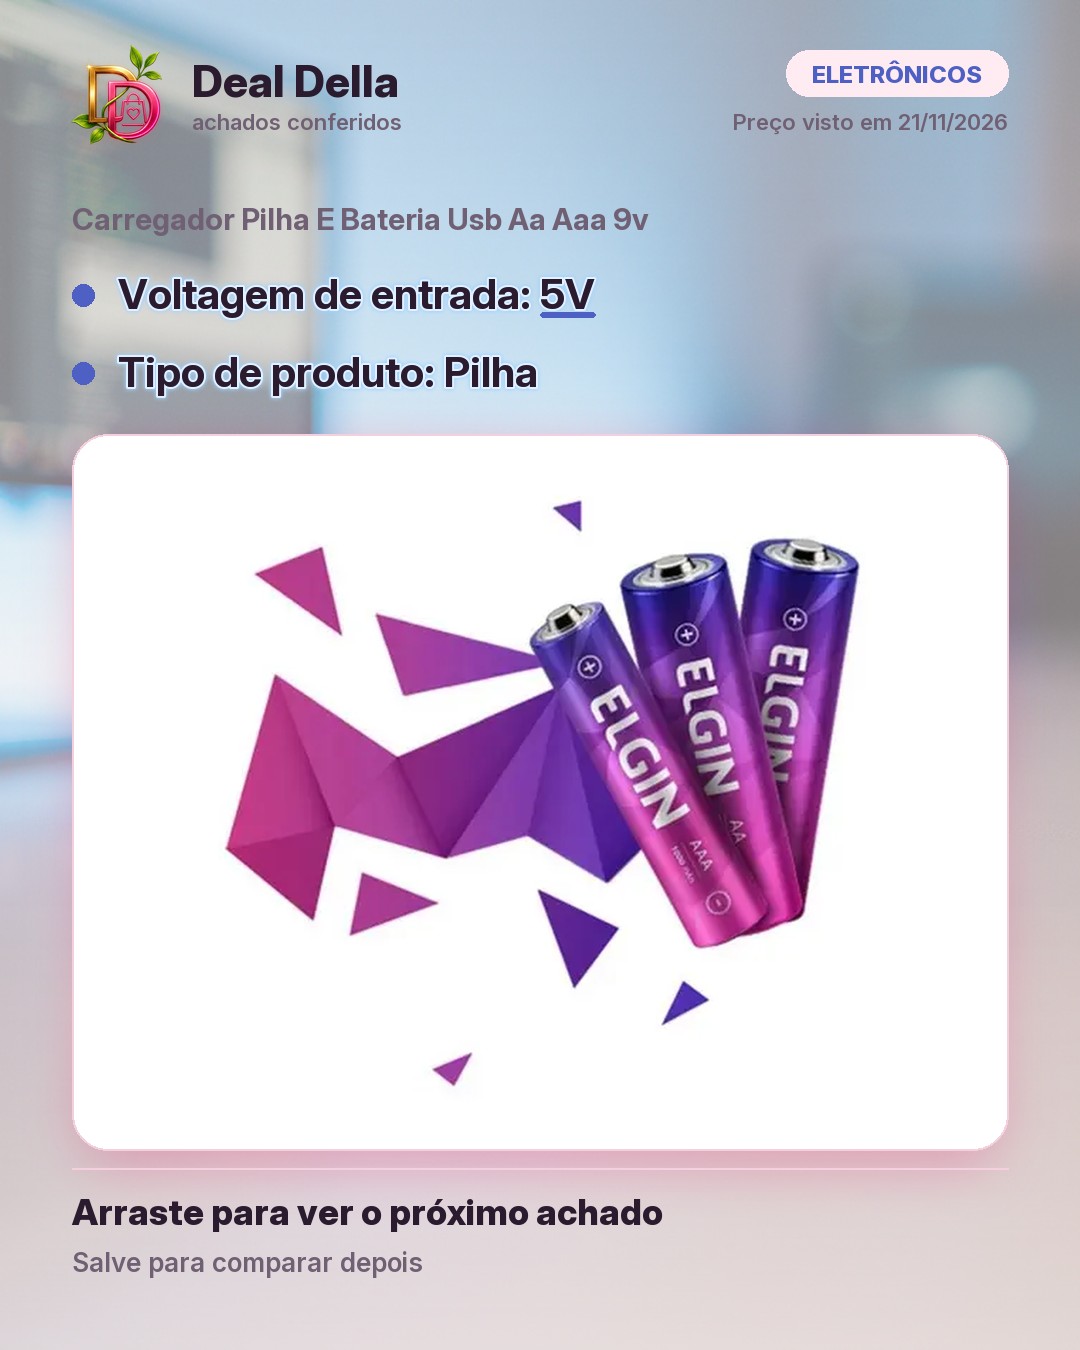 Deal Della
achados conferidos
ELETRÔNICOS
Preço visto em 21/11/2026
Carregador Pilha E Bateria Usb Aa Aaa 9v
Voltagem de entrada: 5V
Tipo de produto: Pilha
ELGIN
AAA
1000 mAh
ELGIN
AA
ELGIN
Arraste para ver o próximo achado
Salve para comparar depois